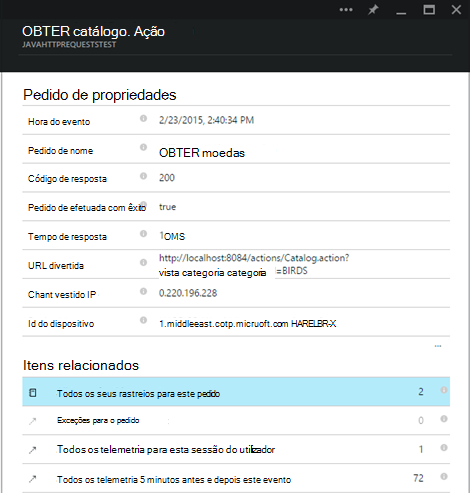 OBTER catálogo. Ação
JAVAHTTPREQUESTSTEST
Pedido de propriedades
Hora do evento 2/23/2015, 2:40:34 PM
Pedido de nome OBTER moedas
Código de resposta 200
Pedido de efetuada com êxito true
Tempo de resposta 1OMS
URL divertida http://localhost:8084/actions/Catalog.action?
vista categoria categoria =BIRDS
Chant vestido IP 0.220.196.228
Id do dispositivo 1.middleeast.cotp.micruoft.com HARELBR-X
...
Itens relacionados
Todos os seus rastreios para este pedido 2
Exceções para o pedido 0
Todos os telemetria para esta sessão do utilizador 1
Todos os telemetria 5 minutos antes e depois este evento 72